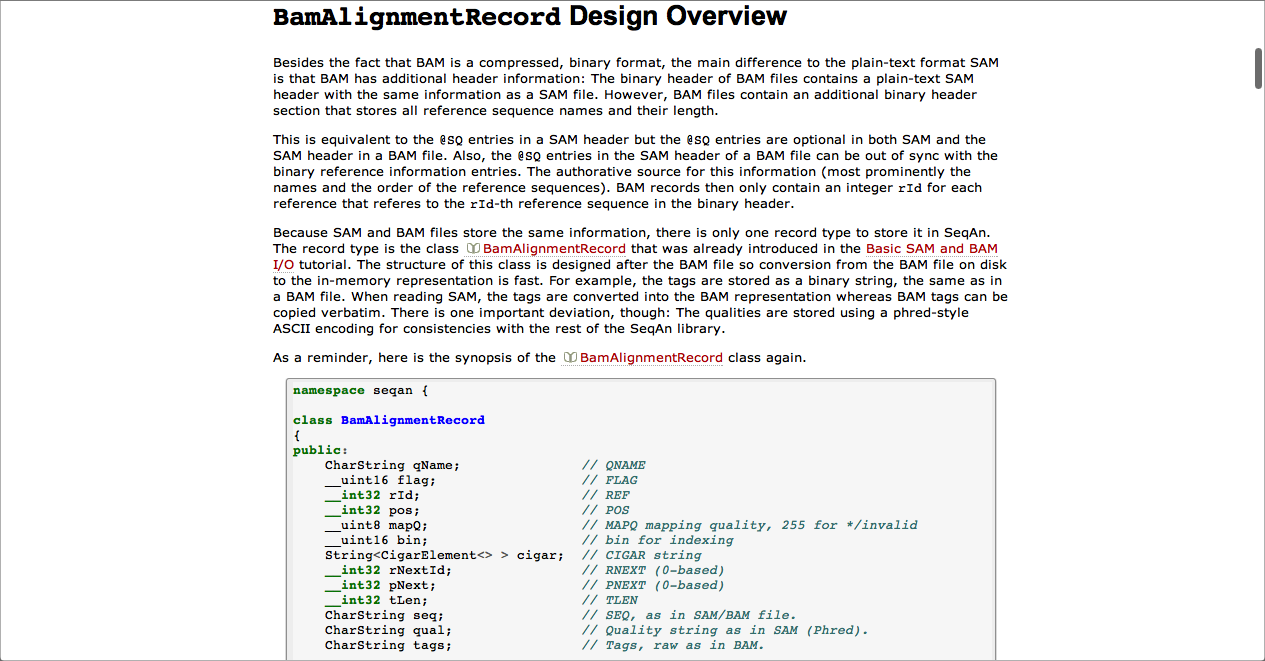 BamAlignmentRecord Design Overview
Besides the fact that BAM is a compressed, binary format, the main difference to the plain-text format SAM
is that BAM has additional header information: The binary header of BAM files contains a plain-text SAM
header with the same information as a SAM file. However, BAM files contain an additional binary header
section that stores all reference sequence names and their length.
This is equivalent to the @SQ entries in a SAM header but the @SQ entries are optional in both SAM and the
SAM header in a BAM file. Also, the @SQ entries in the SAM header of a BAM file can be out of sync with the
binary reference information entries. The authorative source for this information (most prominently the
names and the order of the reference sequences). BAM records then only contain an integer rId for each
reference that referes to the rId-th reference sequence in the binary header.
Because SAM and BAM files store the same information, there is only one record type to store it in SeqAn.
The record type is the class BamAlignmentRecord that was already introduced in the Basic SAM and BAM
I/O tutorial. The structure of this class is designed after the BAM file so conversion from the BAM file on disk
to the in-memory representation is fast. For example, the tags are stored as a binary string, the same as in
a BAM file. When reading SAM, the tags are converted into the BAM representation whereas BAM tags can be
copied verbatim. There is one important deviation, though: The qualities are stored using a phred-style
ASCII encoding for consistencies with the rest of the SeqAn library.
As a reminder, here is the synopsis of the BamAlignmentRecord class again.
namespace seqan {
class BamAlignmentRecord
{
public:
CharString qName; // QNAME
__uint16 flag; // FLAG
__int32 rId; // REF
__int32 pos; // POS
__uint8 mapQ; // MAPQ mapping quality, 255 for */invalid
__uint16 bin; // bin for indexing
String<CigarElement<> > cigar; // CIGAR string
__int32 rNextId; // RNEXT (0-based)
__int32 pNext; // PNEXT (0-based)
__int32 tLen; // TLEN
CharString seq; // SEQ, as in SAM/BAM file.
CharString qual; // Quality string as in SAM (Phred).
CharString tags; // Tags, raw as in BAM.